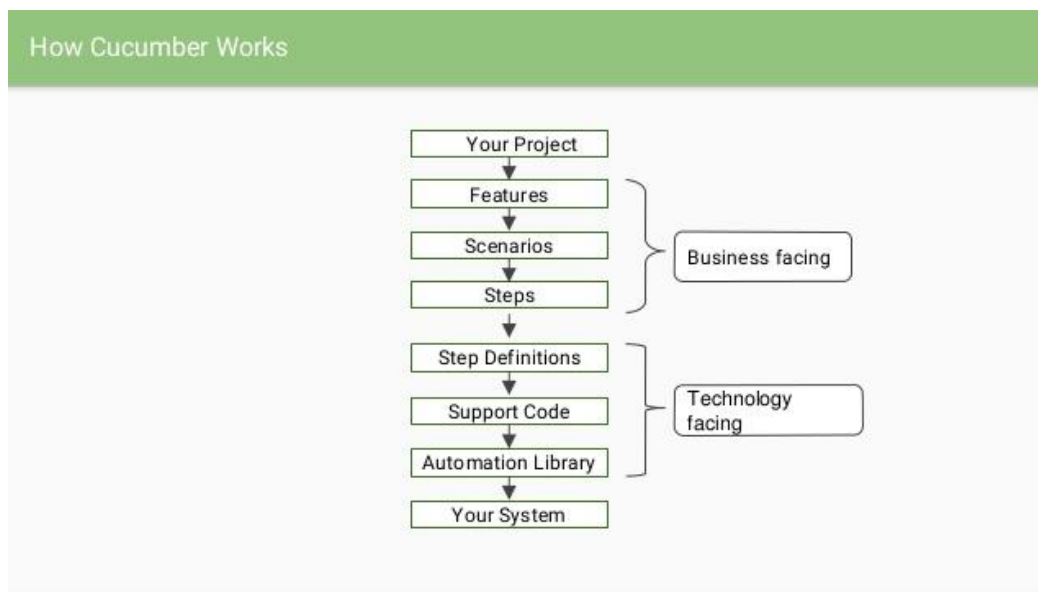 How Cucumber Works
Your Project
Features
Scenarios
Steps
Business facing
Step Definitions
Support Code
Automation Library
Technology
facing
Your System